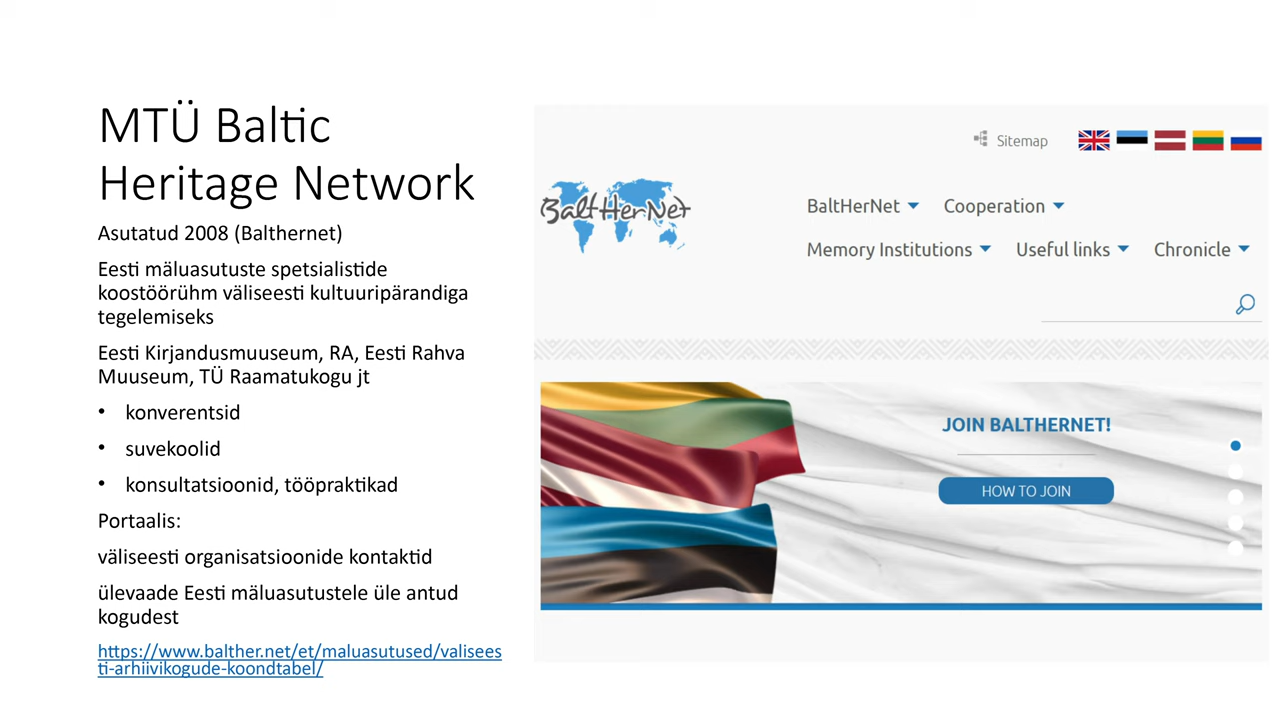 MTÜ Baltic
Heritage Network
Asutatud 2008 (Balthernet)
Eesti mäluasutuste spetsialistide
koostöörühm väliseesti kultuuripärandiga
tegelemiseks
Eesti Kirjandusmuuseum, RA, Eesti Rahva
Muuseum, TÜ Raamatukogu jt
• konverentsid
• suvekoolid
• konsultatsioonid, tööpraktikad
Portaalis:
väliseesti organisatsioonide kontaktid
ülevaade Eesti mäluasutustele üle antud
kogudest
https://www.balther.net/et/maluasutused/valisees
ti-arhiivikogude-koondtabel/
Sitemap
BaltHerNet
BaltHerNet Cooperation
Memory Institutions Useful links Chronicle
JOIN BALTHERNET!
HOW TO JOIN